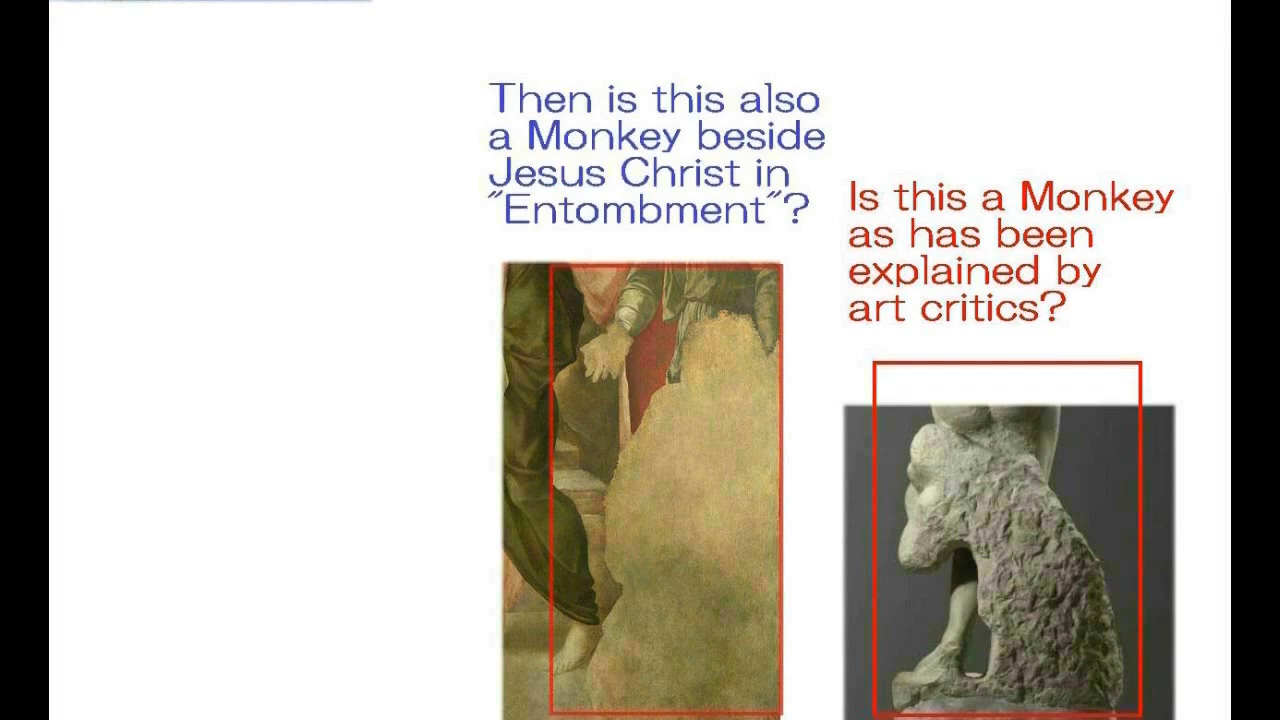 Then is this also
a Monkey beside
Jesus Christ in
"Entombment"?
Is this a Monkey
as has been
explained by
art critics?